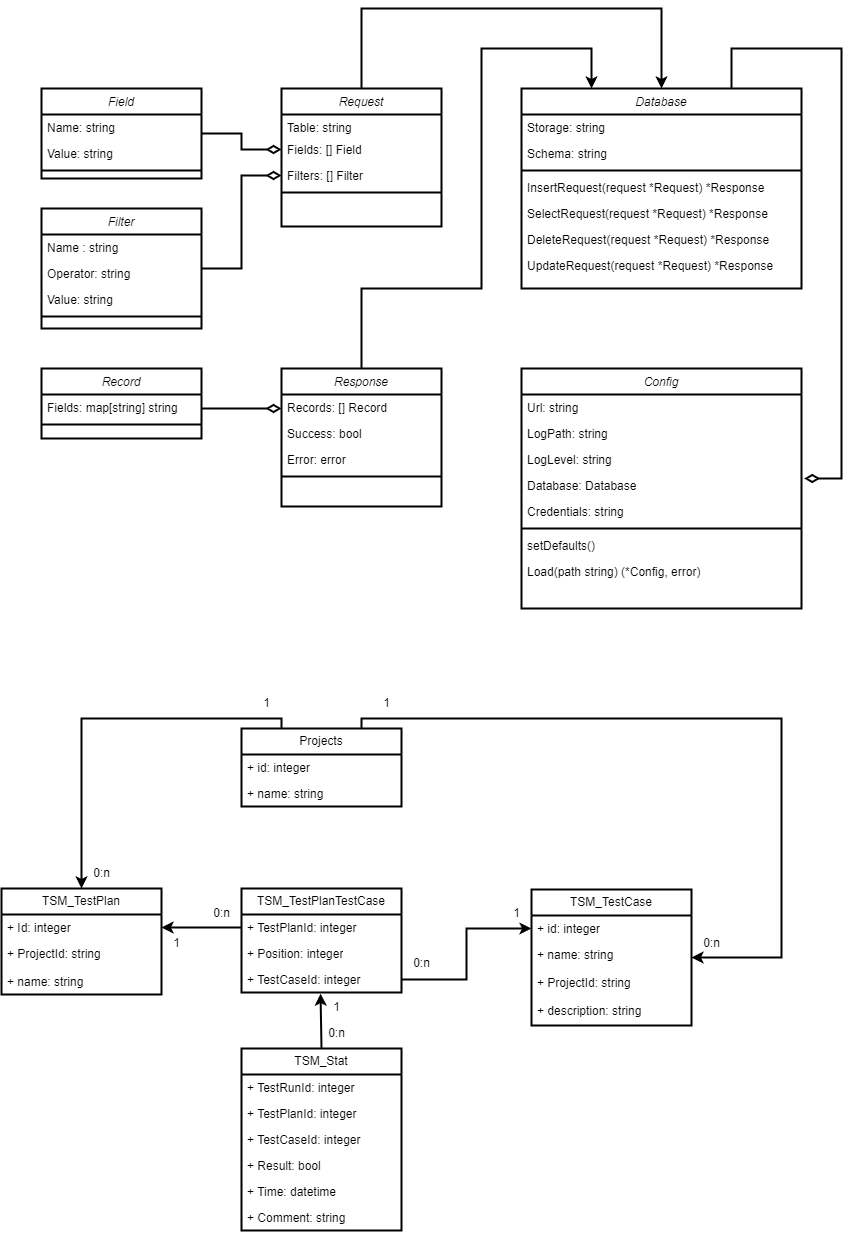 Field
Name: string
Value: string
Request
Table: string
Fields: [] Field
Filters: [] Filter
Database
Storage: string
Schema: string
InsertRequest(request *Request) *Response
SelectRequest(request *Request) *Response
DeleteRequest(request *Request) *Response
UpdateRequest(request *Request) *Response
Filter
Name : string
Operator: string
Value: string
Record
Fields: map[string] string
Response
Records: [] Record
Success: bool
Error: error
Config
Url: string
LogPath: string
LogLevel: string
Database: Database
Credentials: string
setDefaults()
Load(path string) (*Config, error)
1
1
Projects
+ id: integer
+ name: string
0:n
TSM_TestPlan
+ Id: integer
+ ProjectId: string
+ name: string
0:n
1
TSM_TestPlanTestCase
+ TestPlanId: integer
+ Position: integer
+ TestCaseId: integer
1
0:n
TSM_TestCase
+ id: integer
+ name: string
+ ProjectId: string
+ description: string
0:n
1
0:n
TSM_Stat
+ TestRunId: integer
+ TestPlanId: integer
+ TestCaseId: integer
+ Result: bool
+ Time: datetime
+ Comment: string